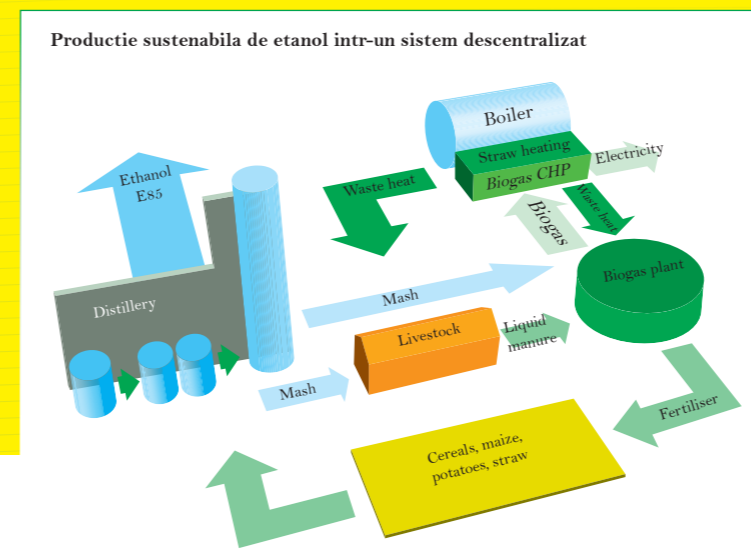 Productie sustenabila de etanol intr-un sistem descentralizat
Boiler
Straw heating
Electricity
Biogas CHP
Ethanol
E85
Waste heat
Waste heat
Biogas
Biogas plant
Distillery
Mash
Livestock
Liquid
manure
Mash
Fertiliser
Cereals, maize,
potatoes, straw